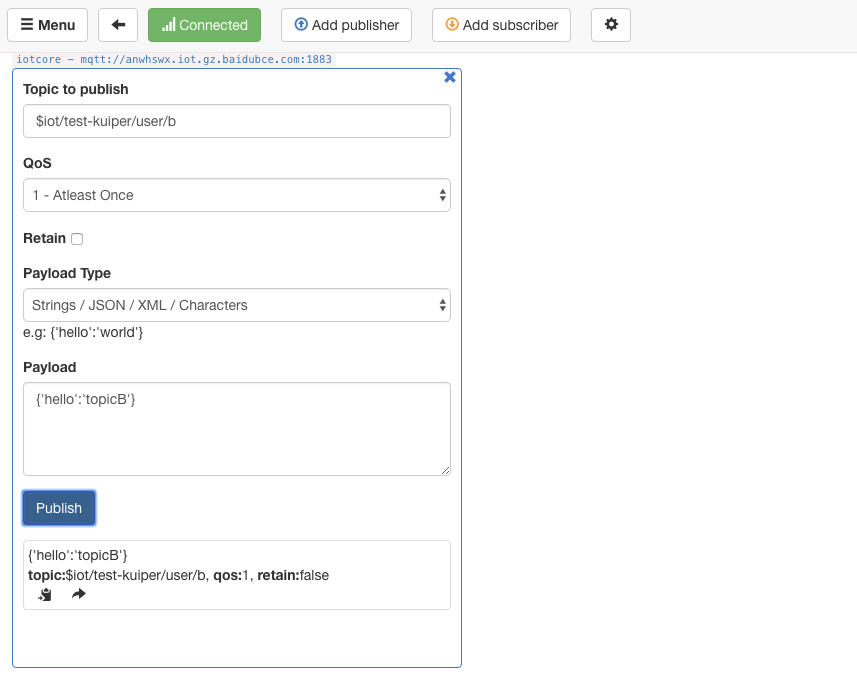 Menu
Connected
Add publisher
Add subscriber
iotcore - mqtt://anwhswx.iot.gz.baidubce.com:1883
Topic to publish
$iot/test-kuiper/user/b
QoS
1 - Atleast Once
Retain
Payload Type
Strings / JSON / XML / Characters
e.g: {'hello':'world'}
Payload
{'hello':'topicB'}
Publish
{'hello':'topicB'}
topic:$iot/test-kuiper/user/b, qos:1, retain:false